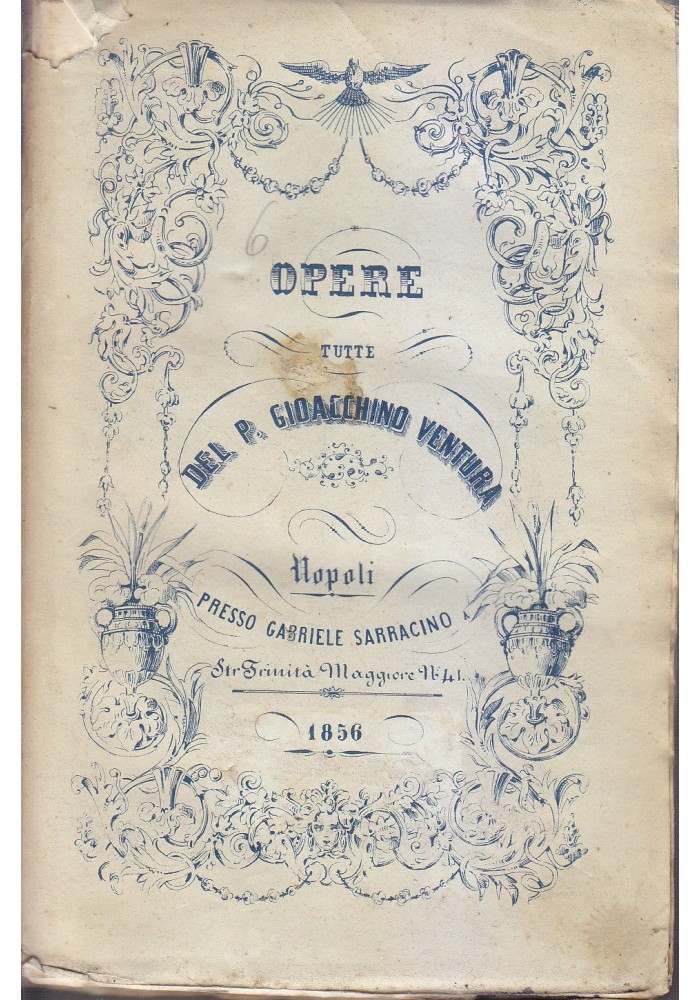 6
OPERE
TUTTE
DEL P. GIOACCHINO VENTURA
Napoli
PRESSO GABRIELE SARRACINO
Str Trinità Maggiore N. 41.
1856